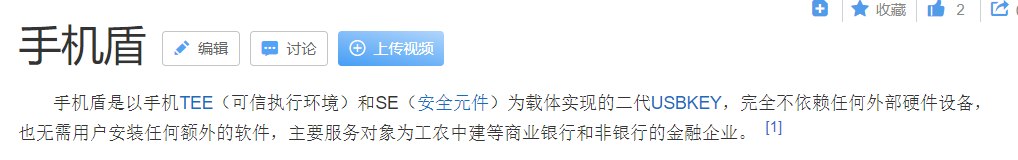 收藏 2
手机盾 编辑 讨论 上传视频
手机盾是以手机TEE（可信执行环境）和SE（安全元件）为载体实现的二代USBKEY，完全不依赖任何外部硬件设备，
也无需用户安装任何额外的软件，主要服务对象为工农中建等商业银行和非银行的金融企业。 [1]